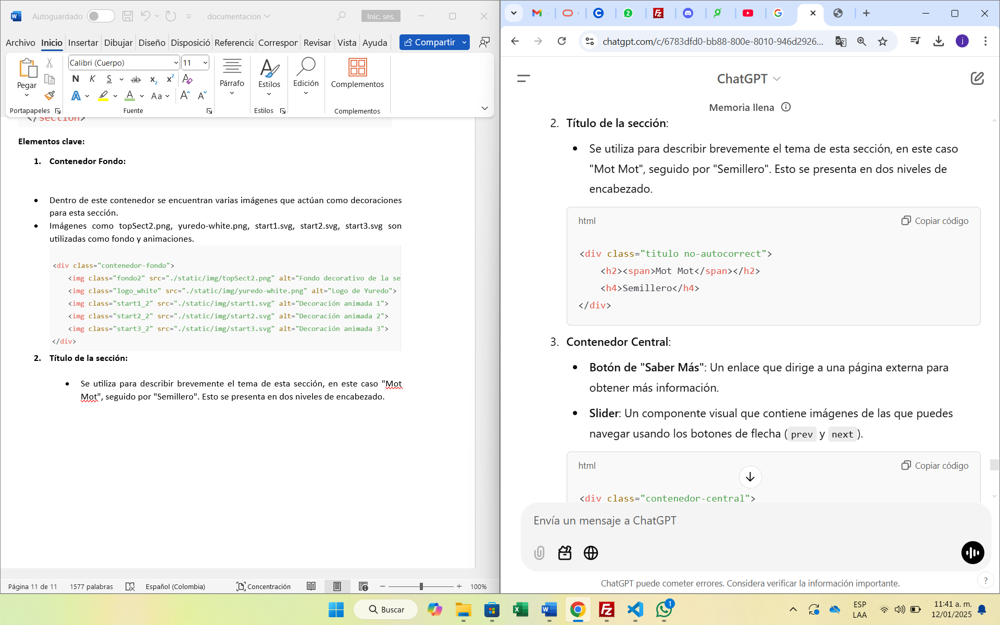 Autoguardado
documentacion
Inic. ses.
Archivo Inicio Insertar Dibujar Diseño Disposició Referencia Correspor Revisar Vista Ayuda Compartir
Pegar
Calibri (Cuerpo) 11
N K S ab x₂ x²
A A Aa A A
Párrafo
Estilos
Edición
Complementos
Portapapeles
Fuente
Estilos
Complementos
</section>
Elementos clave:
1. Contenedor Fondo:
• Dentro de este contenedor se encuentran varias imágenes que actúan como decoraciones
para esta sección.
• Imágenes como topSect2.png, yuredo-white.png, start1.svg, start2.svg, start3.svg son
utilizadas como fondo y animaciones.
<div class="contenedor-fondo">
<img class="fondo2" src="./static/img/topSect2.png" alt="Fondo decorativo de la se
<img class="logo_white" src="./static/img/yuredo-white.png" alt="Logo de Yuredo">
<img class="start1_2" src="./static/img/start1.svg" alt="Decoración animada 1">
<img class="start2_2" src="./static/img/start2.svg" alt="Decoración animada 2">
<img class="start3_2" src="./static/img/start3.svg" alt="Decoración animada 3">
</div>
2. Título de la sección:
• Se utiliza para describir brevemente el tema de esta sección, en este caso "Mot
Mot", seguido por "Semillero". Esto se presenta en dos niveles de encabezado.
Página 11 de 11 1577 palabras Español (Colombia) Concentración 100%
chatgpt.com/c/6783dfd0-bb88-800e-8010-946d2926...
j
ChatGPT
Memoria llena
2. Título de la sección:
• Se utiliza para describir brevemente el tema de esta sección, en este caso
"Mot Mot", seguido por "Semillero". Esto se presenta en dos niveles de
encabezado.
html Copiar código
<div class="titulo no-autocorrect">
<h2><span>Mot Mot</span></h2>
<h4>Semillero</h4>
</div>
3. Contenedor Central:
• Botón de "Saber Más": Un enlace que dirige a una página externa para
obtener más información.
• Slider: Un componente visual que contiene imágenes de las que puedes
navegar usando los botones de flecha (prev y next).
html Copiar código
<div class="contenedor-central">
Envía un mensaje a ChatGPT
ChatGPT puede cometer errores. Considera verificar la información importante.
?
Buscar
1
ESP
LAA
11:41 a. m.
12/01/2025